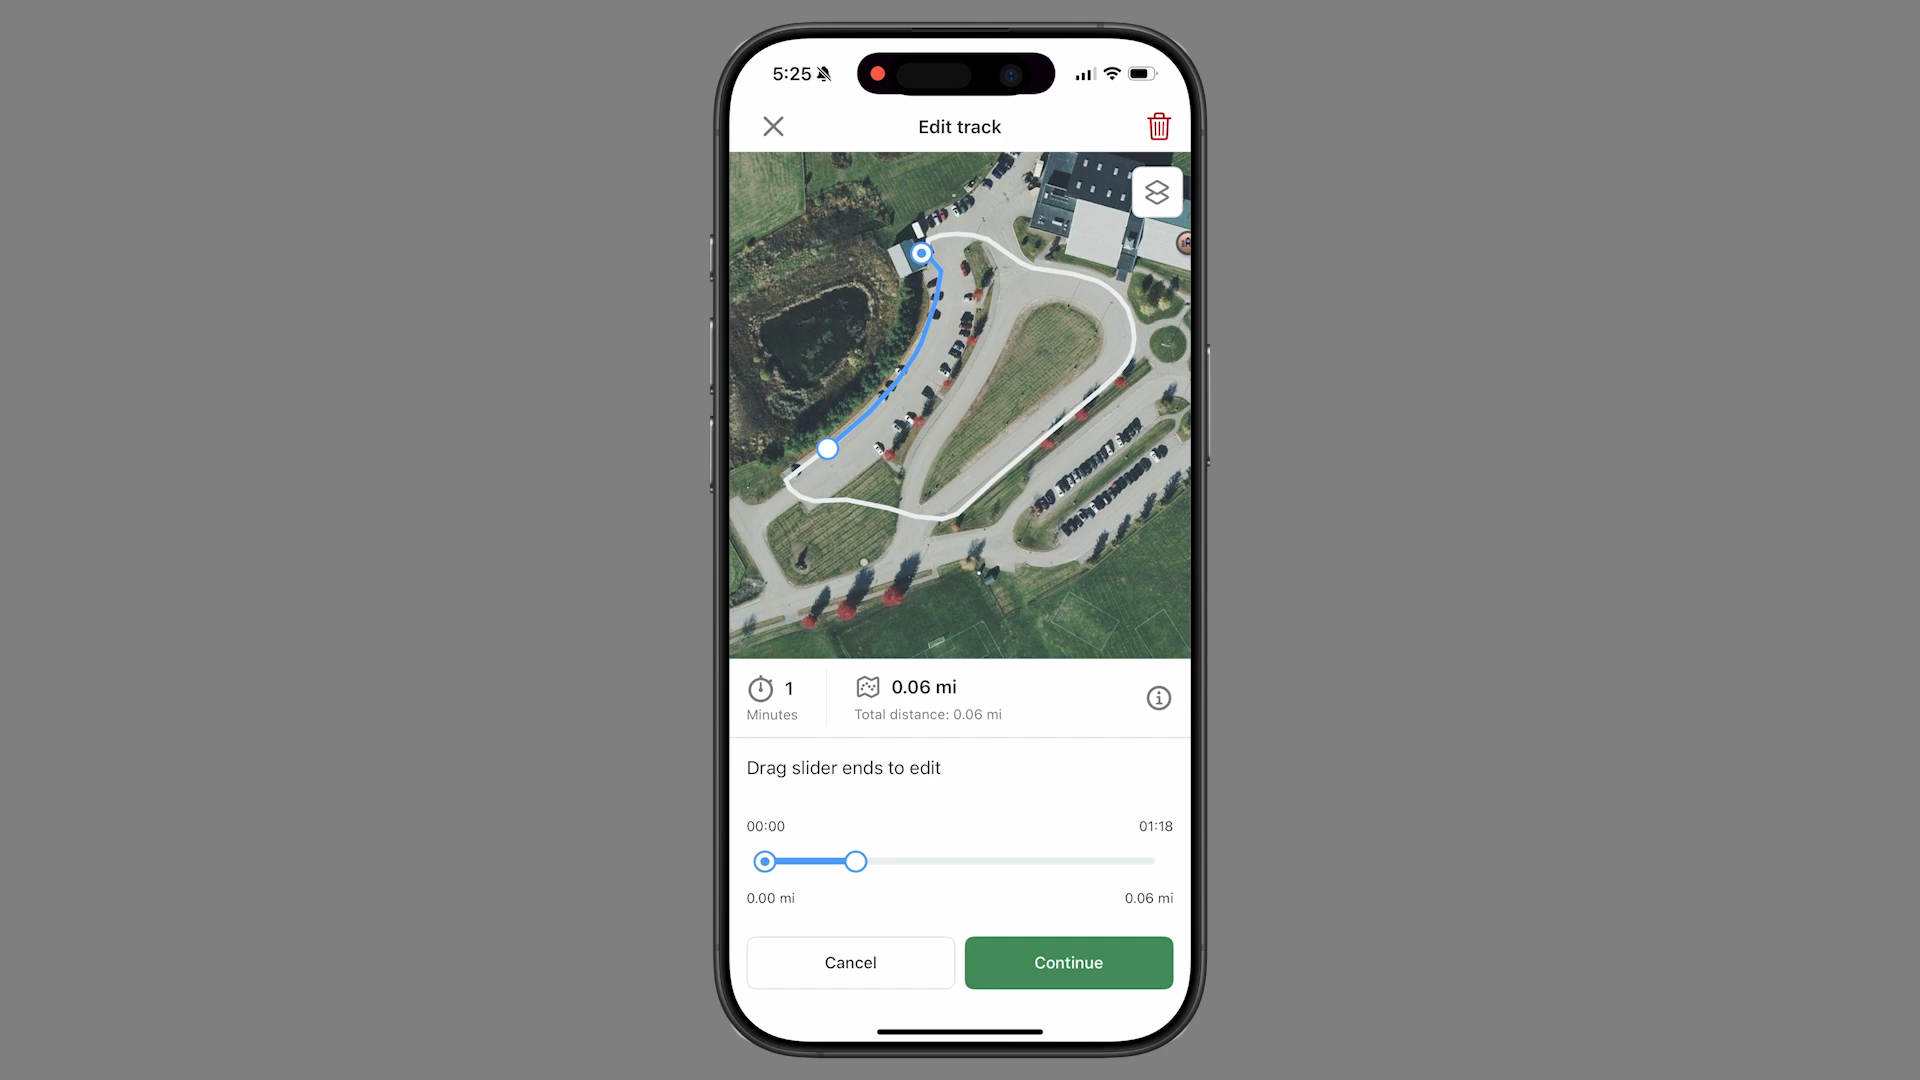 5:25
Edit track
1
Minutes
0.06 mi
Total distance: 0.06 mi
Drag slider ends to edit
00:00
01:18
0.00 mi
0.06 mi
Cancel
Continue